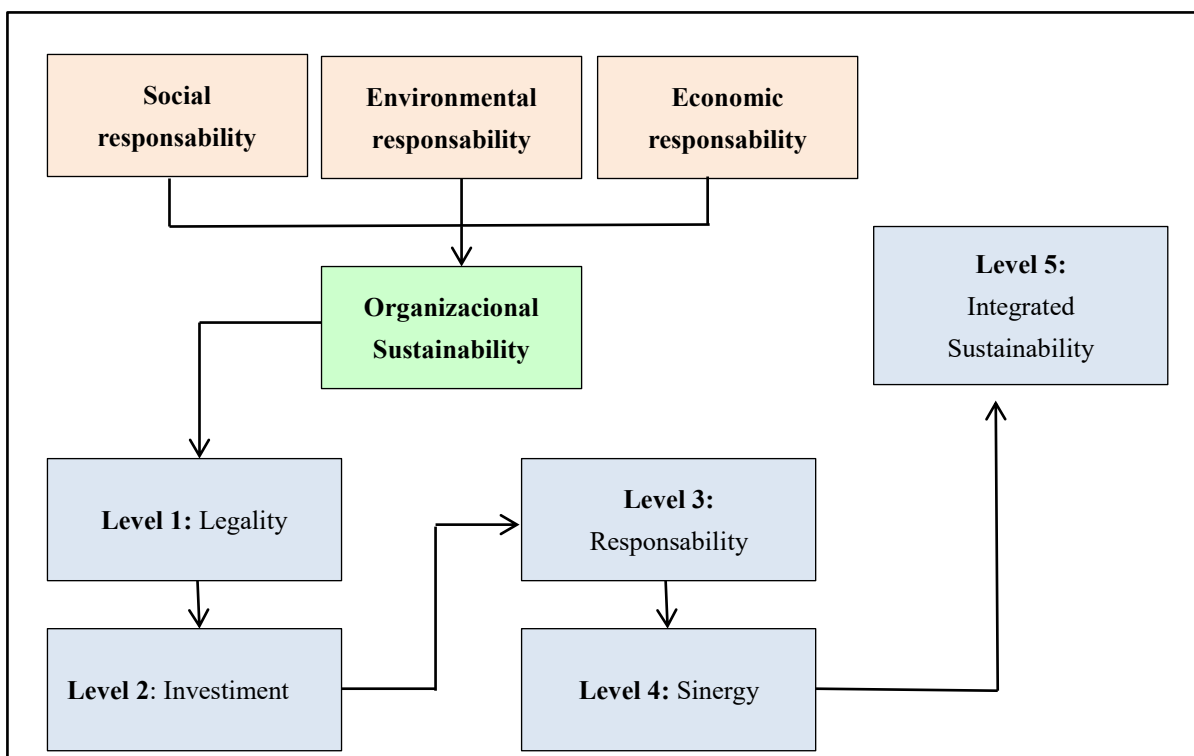 Social
responsability
Environmental
responsability
Economic
responsability
Organizacional
Sustainability
Level 1: Legality
Level 2: Investiment
Level 3:
Responsability
Level 4: Sinergy
Level 5:
Integrated
Sustainability